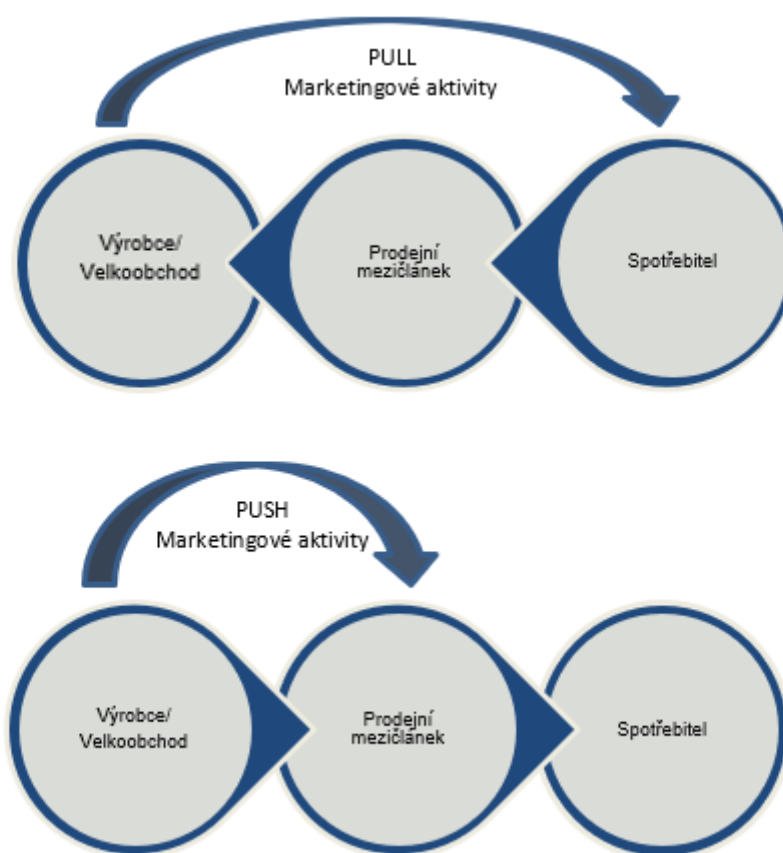 PULL
Marketingové aktivity
Výrobce/
Velkoobchod
Prodejní
mezičlánek
Spotřebitel
PUSH
Marketingové aktivity
Výrobce/
Velkoobchod
Prodejní
mezičlánek
Spotřebitel